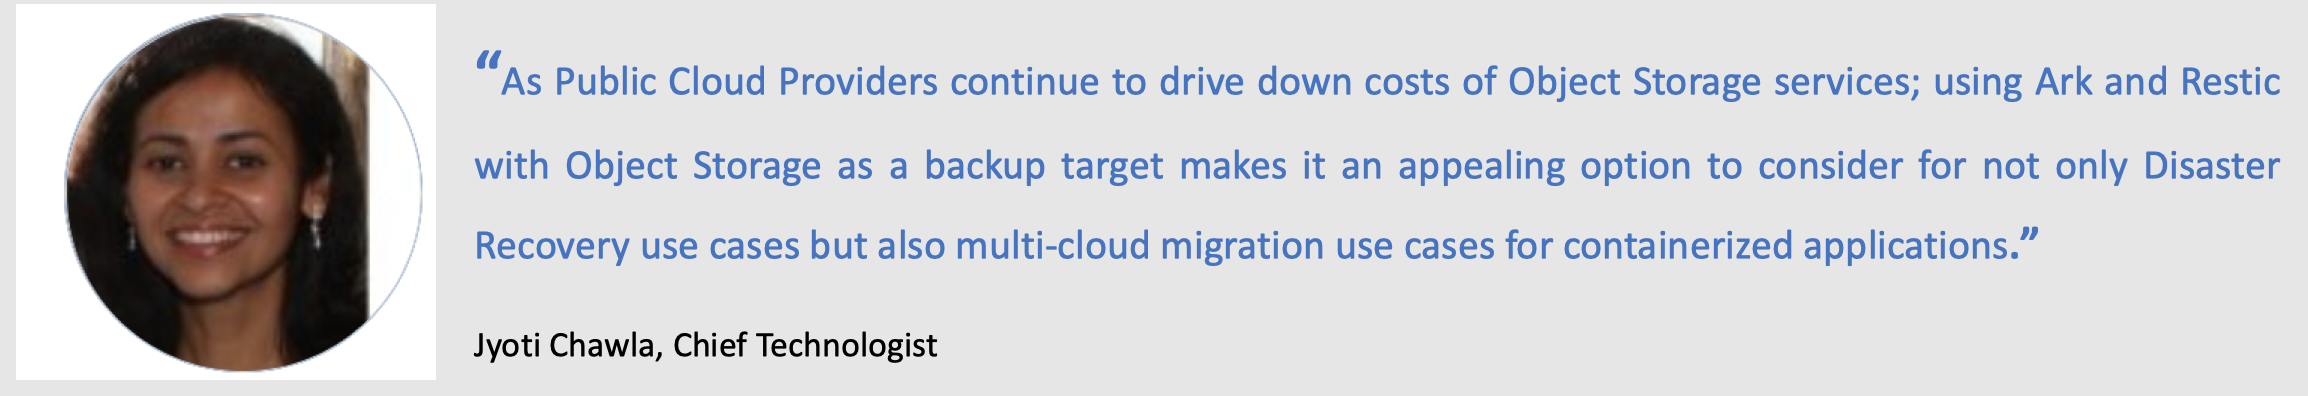 “As Public Cloud Providers continue to drive down costs of Object Storage services; using Ark and Restic
with Object Storage as a backup target makes it an appealing option to consider for not only Disaster
Recovery use cases but also multi-cloud migration use cases for containerized applications.”
Jyoti Chawla, Chief Technologist